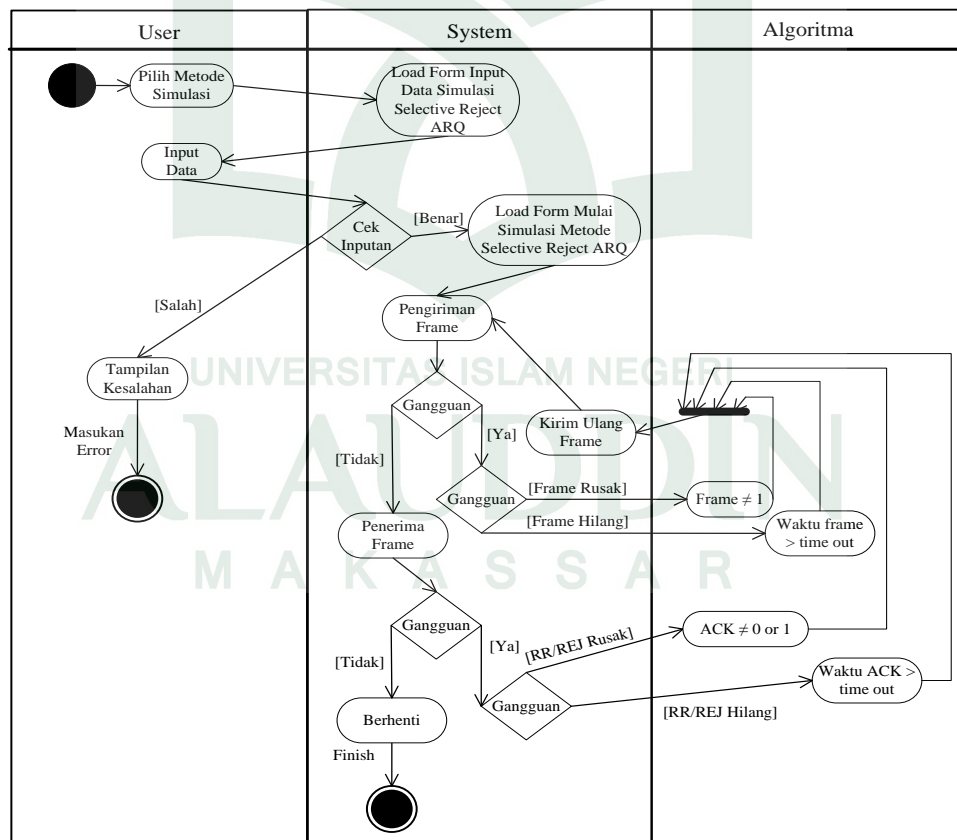 User
System
Algoritma
Pilih Metode
Simulasi
Load Form Input
Data Simulasi
Selective Reject
ARQ
Input
Data
Cek
Inputan
[Benar]
Load Form Mulai
Simulasi Metode
Selective Reject ARQ
[Salah]
Pengiriman
Frame
Tampilan
Kesalahan
UNIVERSITAS ISLAM NEGERI
Gangguan
Kirim Ulang
Frame
Masukan
Error
[Ya]
[Tidak]
ALAUDDIN
Gangguan
[Frame Rusak]
Frame ≠ 1
[Frame Hilang]
Waktu frame
> time out
Penerima
Frame
MAKASSAR
Gangguan
[Ya]
[RR/REJ Rusak]
ACK ≠ 0 or 1
[Tidak]
Gangguan
Waktu ACK >
time out
[RR/REJ Hilang]
Berhenti
Finish